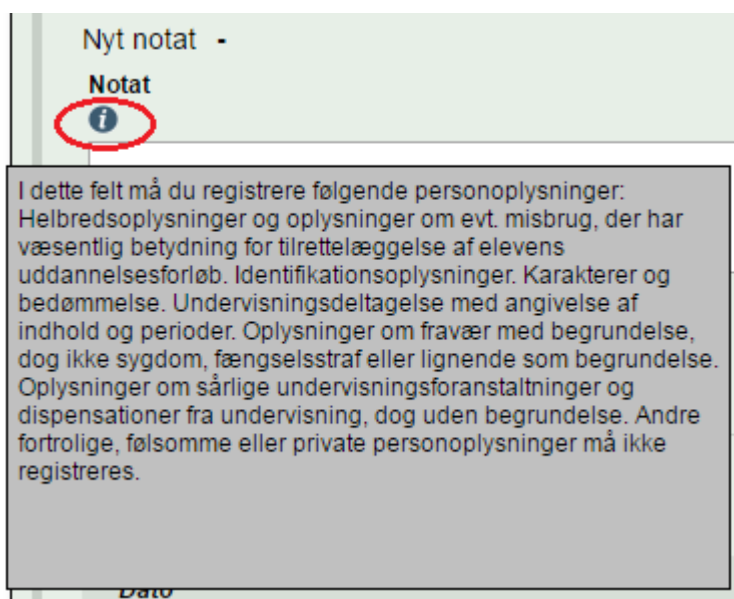 Nyt notat -
Notat
i
I dette felt må du registrere følgende personoplysninger:
Helbredsoplysninger og oplysninger om evt. misbrug, der har
væsentlig betydning for tilrettelæggelse af elevens
uddannelsesforløb. Identifikationsoplysninger. Karakterer og
bedømmelse. Undervisningsdeltagelse med angivelse af
indhold og perioder. Oplysninger om fravær med begrundelse,
dog ikke sygdom, fængselsstraf eller lignende som begrundelse.
Oplysninger om sårlige undervisningsforanstaltninger og
dispensationer fra undervisning, dog uden begrundelse. Andre
fortrolige, følsomme eller private personoplysninger må ikke
registreres.
Dato